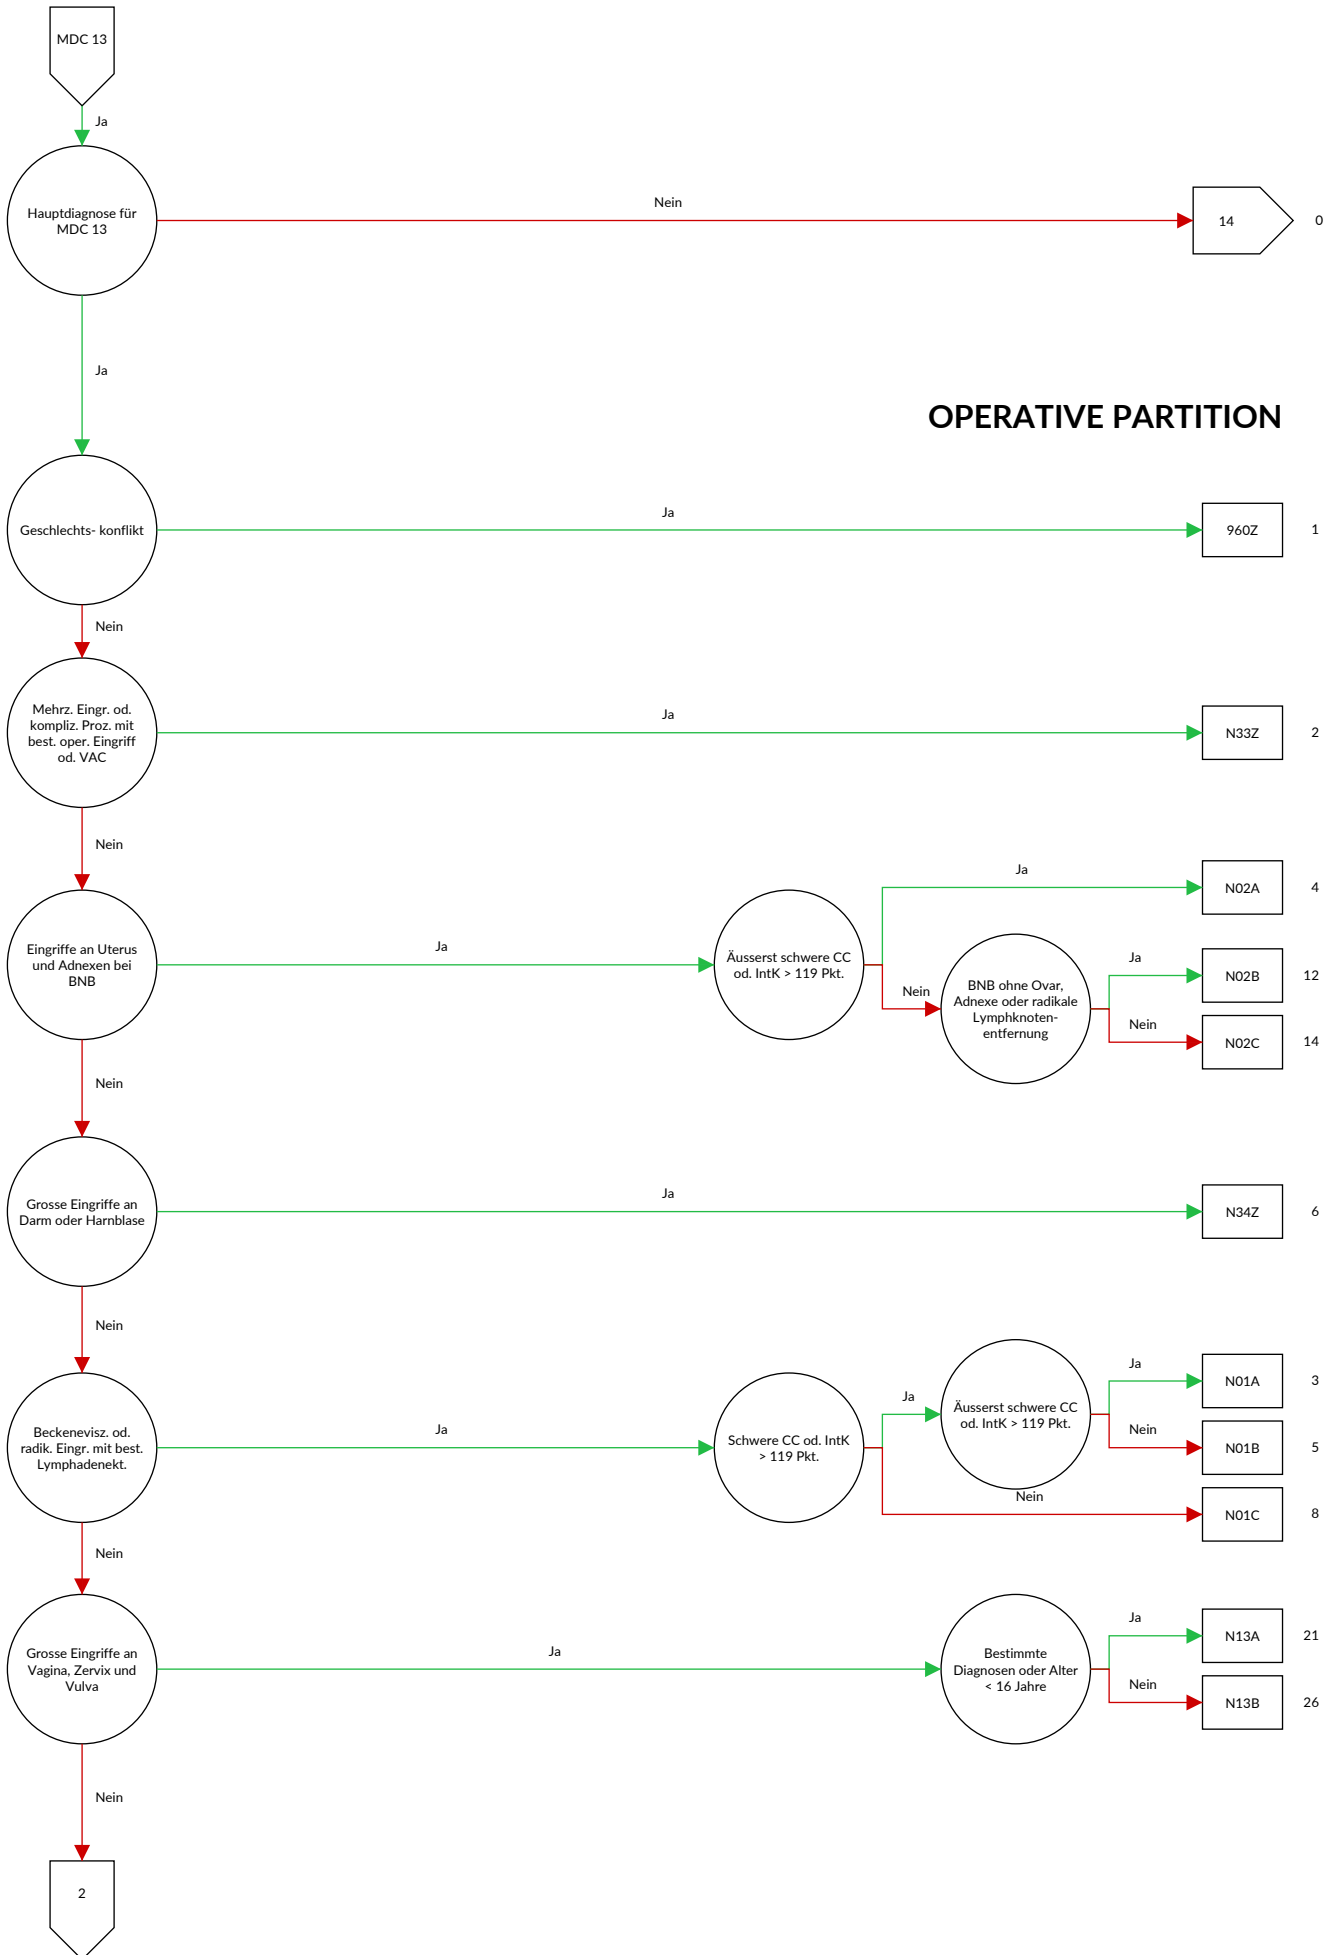 MDC 13
Ja
Hauptdiagnose für
MDC 13
Nein
14
0
Ja
OPERATIVE PARTITION
Geschlechts- konflikt
Ja
960Z
1
Nein
Mehrz. Eingr. od.
kompliz. Proz. mit
best. oper. Eingriff
od. VAC
Ja
N33Z
2
Nein
Eingriffe an Uterus
und Adnexen bei
BNB
Ja
Äusserst schwere CC
od. IntK > 119 Pkt.
Ja
N02A
4
Nein
BNB ohne Ovar,
Adnexe oder radikale
Lymphknoten-
entfernung
Ja
N02B
12
Nein
N02C
14
Nein
Grosse Eingriffe an
Darm oder Harnblase
Ja
N34Z
6
Nein
Beckenevisz. od.
radik. Eingr. mit best.
Lymphadenekt.
Ja
Schwere CC od. IntK
> 119 Pkt.
Ja
Äusserst schwere CC
od. IntK > 119 Pkt.
Ja
N01A
3
Nein
N01B
5
Nein
N01C
8
Nein
Grosse Eingriffe an
Vagina, Zervix und
Vulva
Ja
Bestimmte
Diagnosen oder Alter
< 16 Jahre
Ja
N13A
21
Nein
N13B
26
Nein
2